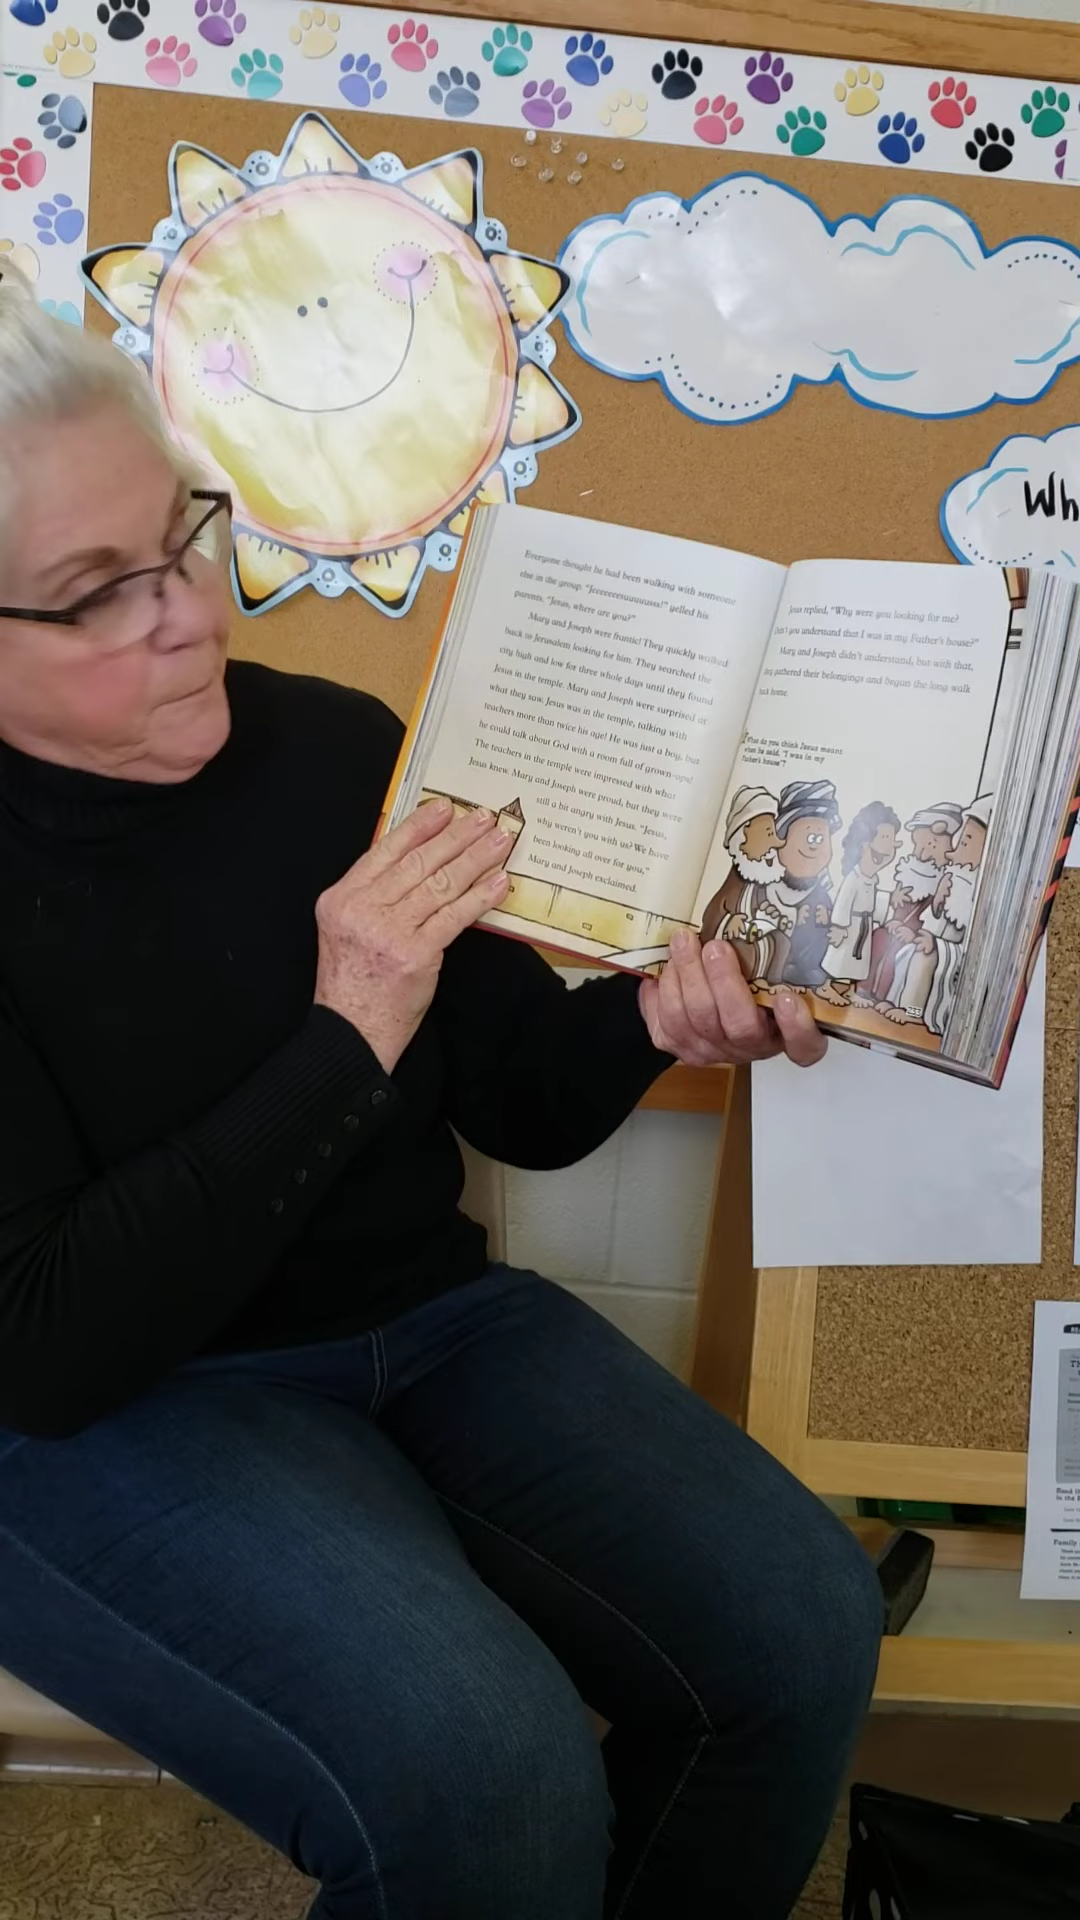 Wh
Everyone thought he had been walking with someone
else in the group. "Jeeeeeeesuuuuusss!" yelled his
parents. "Jesus, where are you?"
Mary and Joseph were frantic! They quickly walked
back to Jerusalem looking for him. They searched the
city high and low for three whole days until they found
Jesus in the temple. Mary and Joseph were surprised at
what they saw. Jesus was in the temple, talking with
teachers more than twice his age! He was just a boy, but
he could talk about God with a room full of grown-ups!
The teachers in the temple were impressed with what
Jesus knew. Mary and Joseph were proud, but they were
still a bit angry with Jesus. "Jesus,
why weren't you with us? We have
been looking all over for you,"
Mary and Joseph exclaimed.
Jesus replied, "Why were you looking for me?
Didn't you understand that I was in my Father's house?"
Mary and Joseph didn't understand, but with that,
they gathered their belongings and began the long walk
back home.
What do you think Jesus meant
when he said, "I was in my
Father's house"?
Read
in the
Family